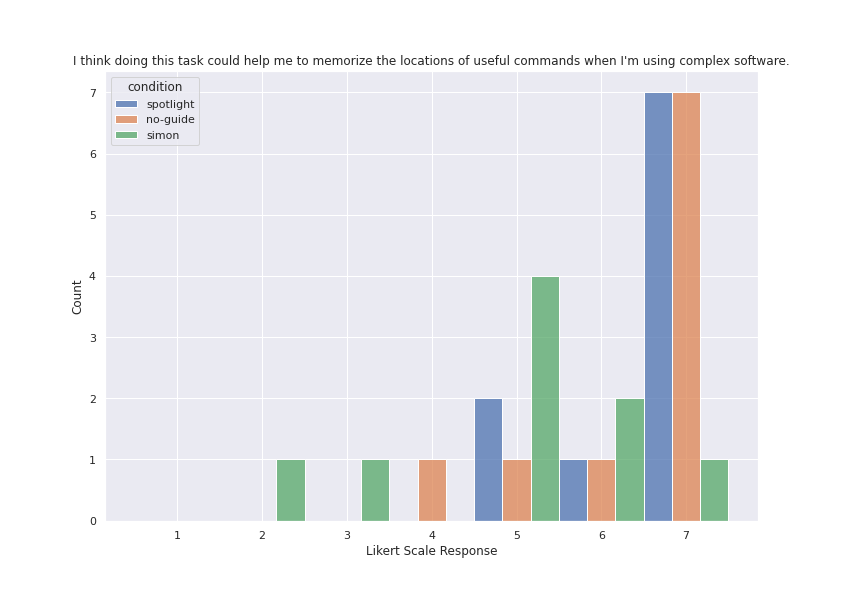 I think doing this task could help me to memorize the locations of useful commands when I'm using complex software.
condition
spotlight
no-guide
simon
7
6
5
4
3
2
1
0
Count
1 2 3 4 5 6 7
Likert Scale Response